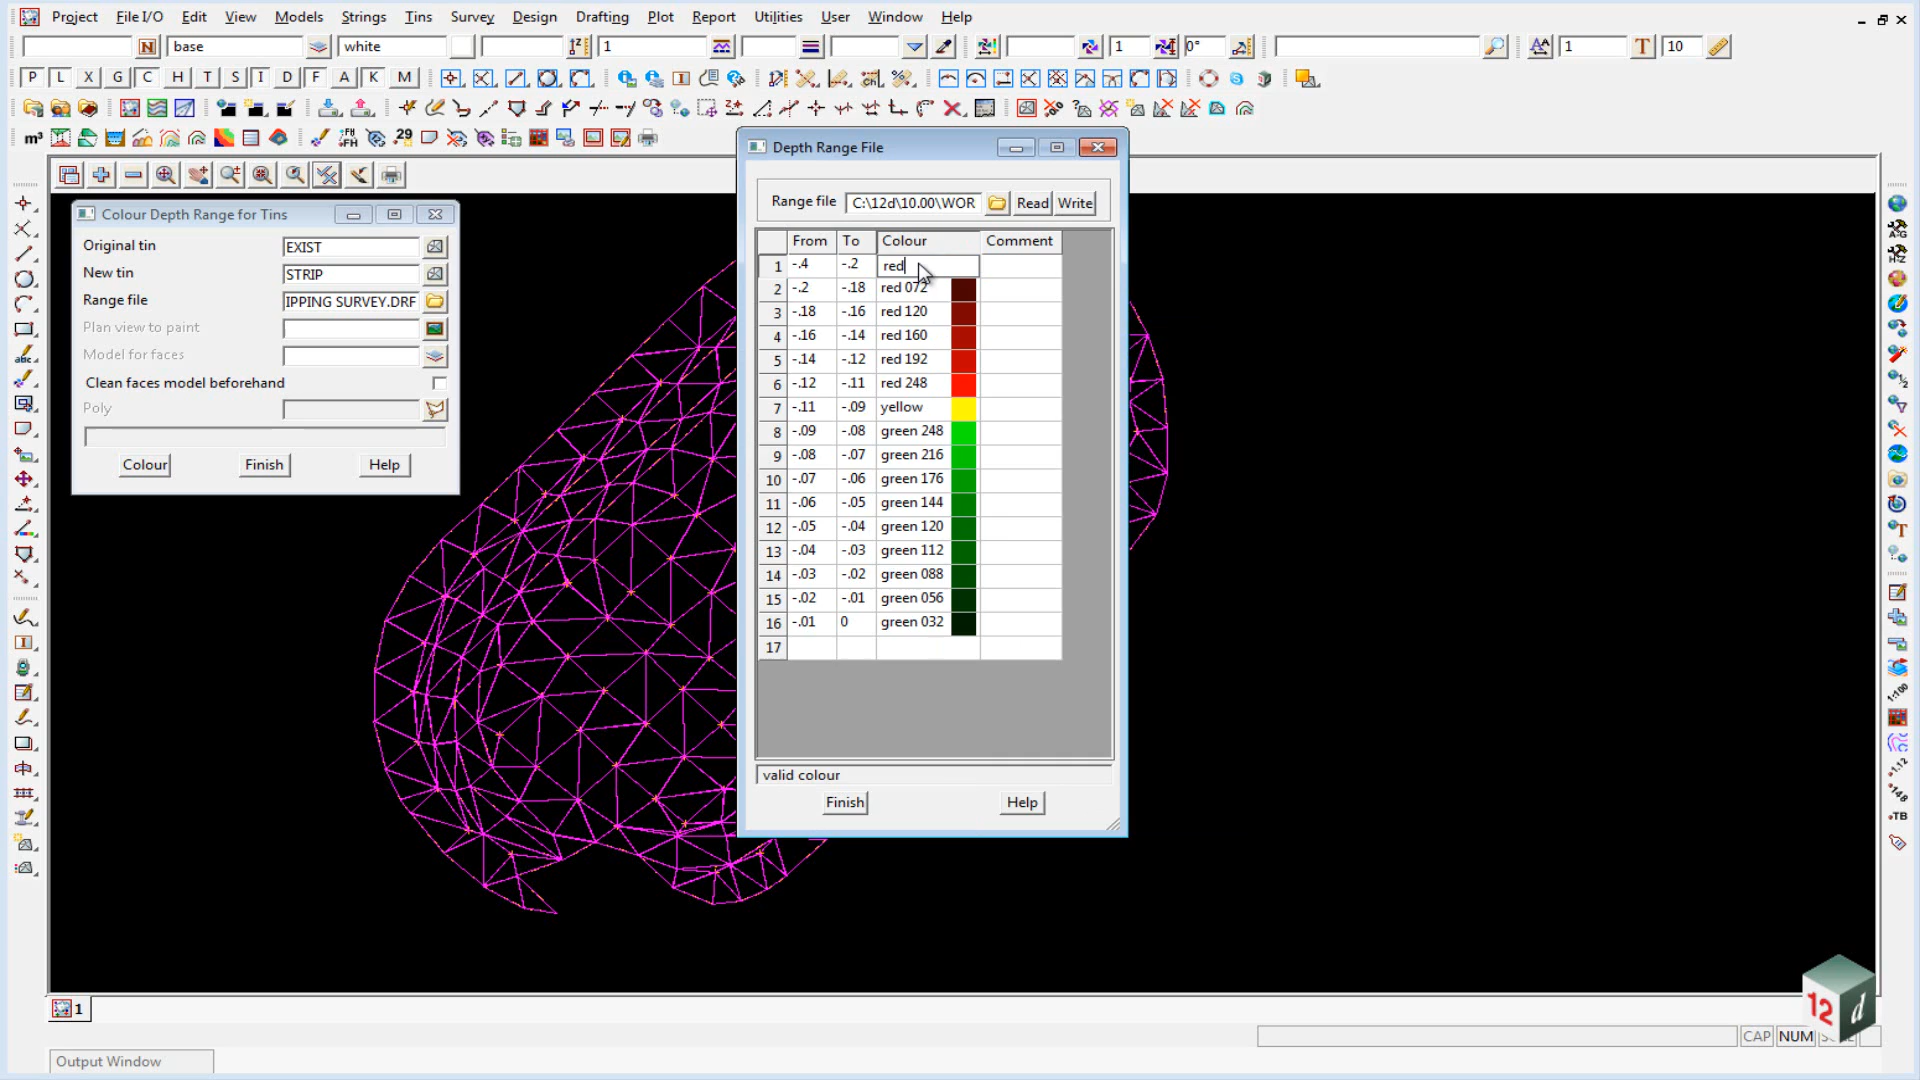 Project File I/O Edit View Models Strings Tins Survey Design Drafting Plot Report Utilities User Window Help
N base white 1 1 0° 1 T 10
P L X G C H T S I D F A K M
m³ 29
Depth Range File
Range file C:\12d\10.00\WOR Read Write
From To Colour Comment
1 -.4 -.2 red
2 -.2 -.18 red 072
3 -.18 -.16 red 120
4 -.16 -.14 red 160
5 -.14 -.12 red 192
6 -.12 -.11 red 248
7 -.11 -.09 yellow
8 -.09 -.08 green 248
9 -.08 -.07 green 216
10 -.07 -.06 green 176
11 -.06 -.05 green 144
12 -.05 -.04 green 120
13 -.04 -.03 green 112
14 -.03 -.02 green 088
15 -.02 -.01 green 056
16 -.01 0 green 032
17
valid colour
Finish Help
Colour Depth Range for Tins
Original tin EXIST
New tin STRIP
Range file IPPING SURVEY.DRF
Plan view to paint
Model for faces
Clean faces model beforehand
Poly
Colour Finish Help
1
12 d
CAP NUM
Output Window